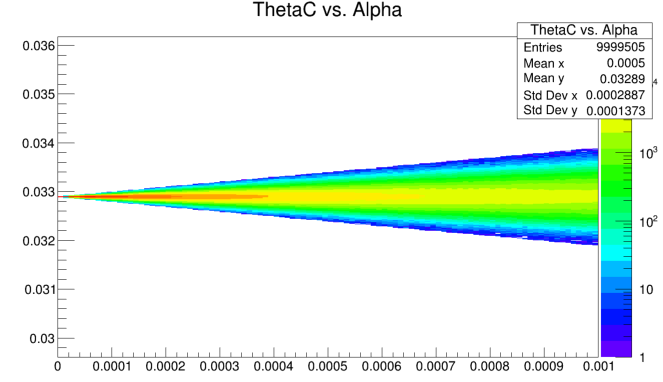 ThetaC vs. Alpha
ThetaC vs. Alpha
Entries 9999505
Mean x 0.0005
Mean y 0.03289
Std Dev x 0.0002887
Std Dev y 0.0001373
0.036
0.035
0.034
0.033
0.032
0.031
0.03
0 0.0001 0.0002 0.0003 0.0004 0.0005 0.0006 0.0007 0.0008 0.0009 0.001
4
10³
10²
10
1